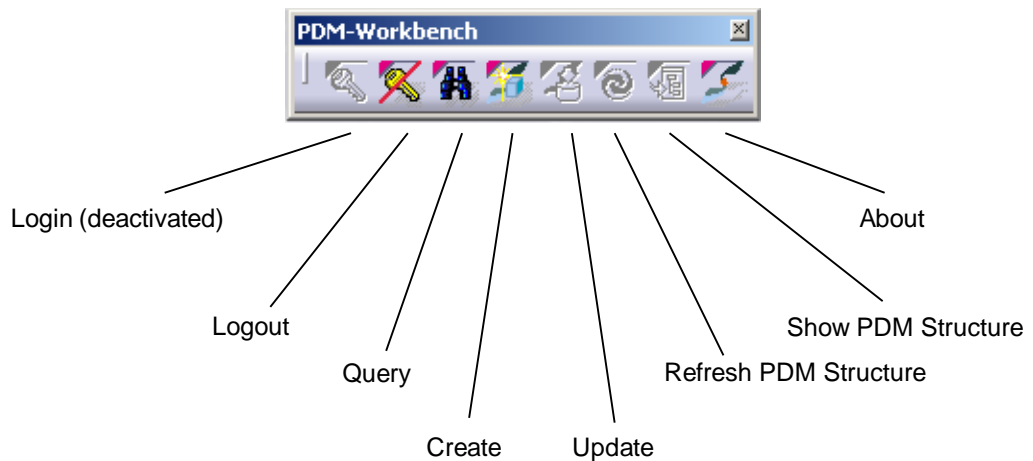 PDM-Workbench
Login (deactivated)
About
Logout
Show PDM Structure
Query
Refresh PDM Structure
Create
Update